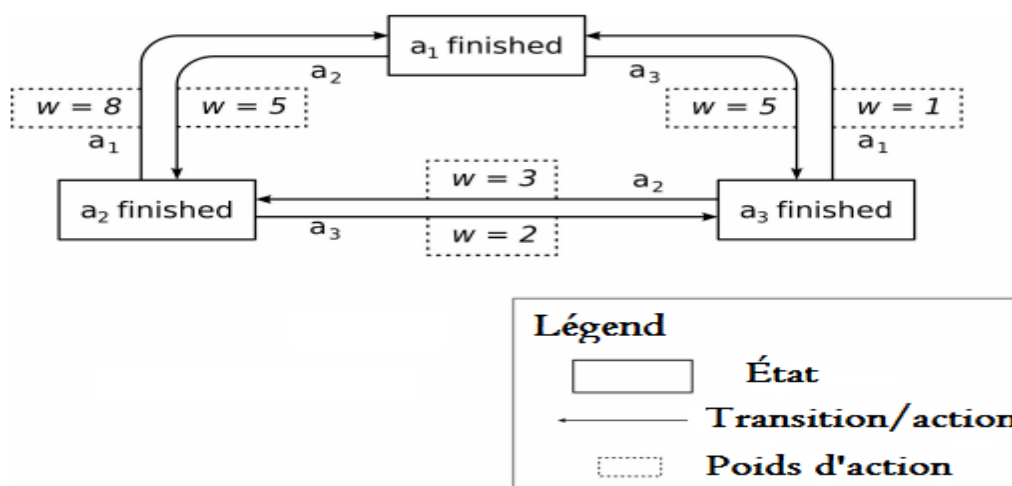 a₁ finished
a₂
a₃
w = 8
w = 5
w = 5
w = 1
a₁
a₁
w = 3
a₂
a₂ finished
a₃ finished
a₃
w = 2
Légend
État
Transition/action
Poids d'action